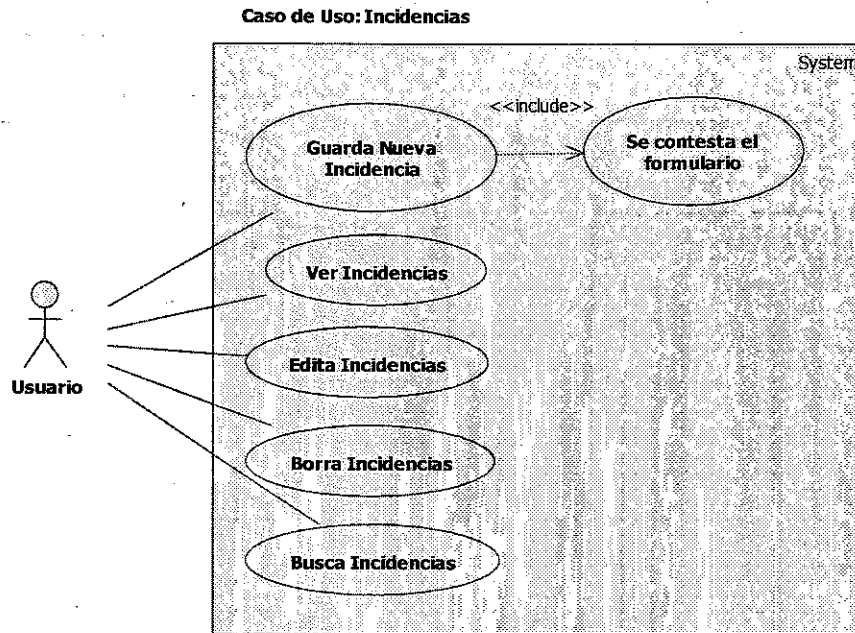 Caso de Uso: Incidencias
System
<<include>>
Guarda Nueva
Incidencia
Se contesta el
formulario
Ver Incidencias
Usuario
Edita Incidencias
Borra Incidencias
Busca Incidencias